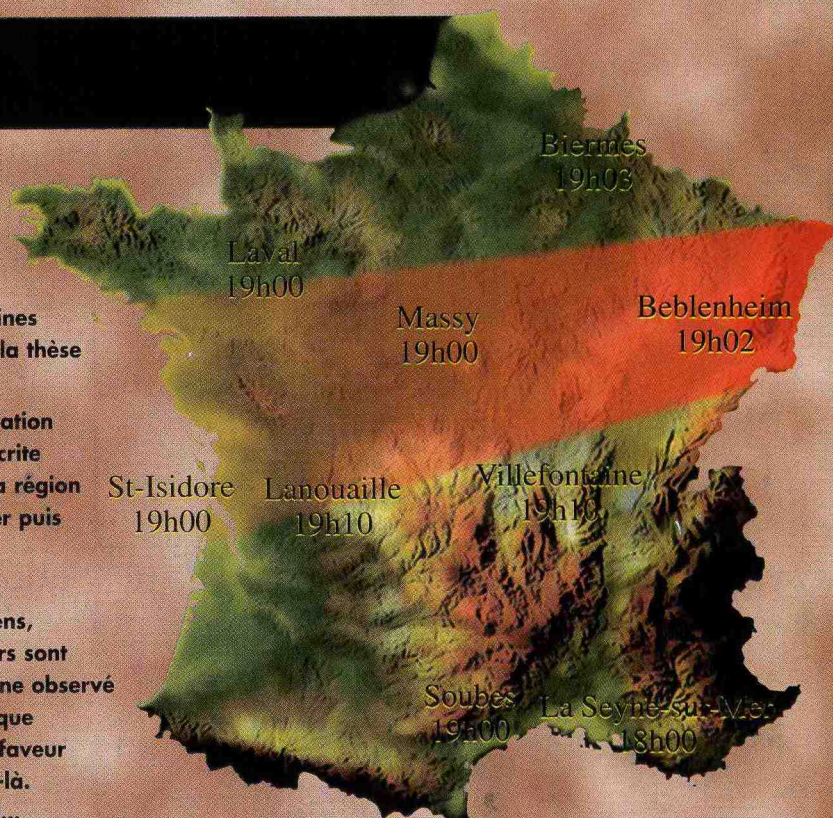 ines
la thèse
ation
crite
a région
er puis
ens,
rs sont
ne observé
que
faveur
-là.
...
Biermes
19h03
Laval
19h00
Massy
19h00
Beblenheim
19h02
St-Isidore
19h00
Lanouaille
19h10
Villefontaine
19h10
Soubes
19h00
La Seyne-sur-Mer
18h00